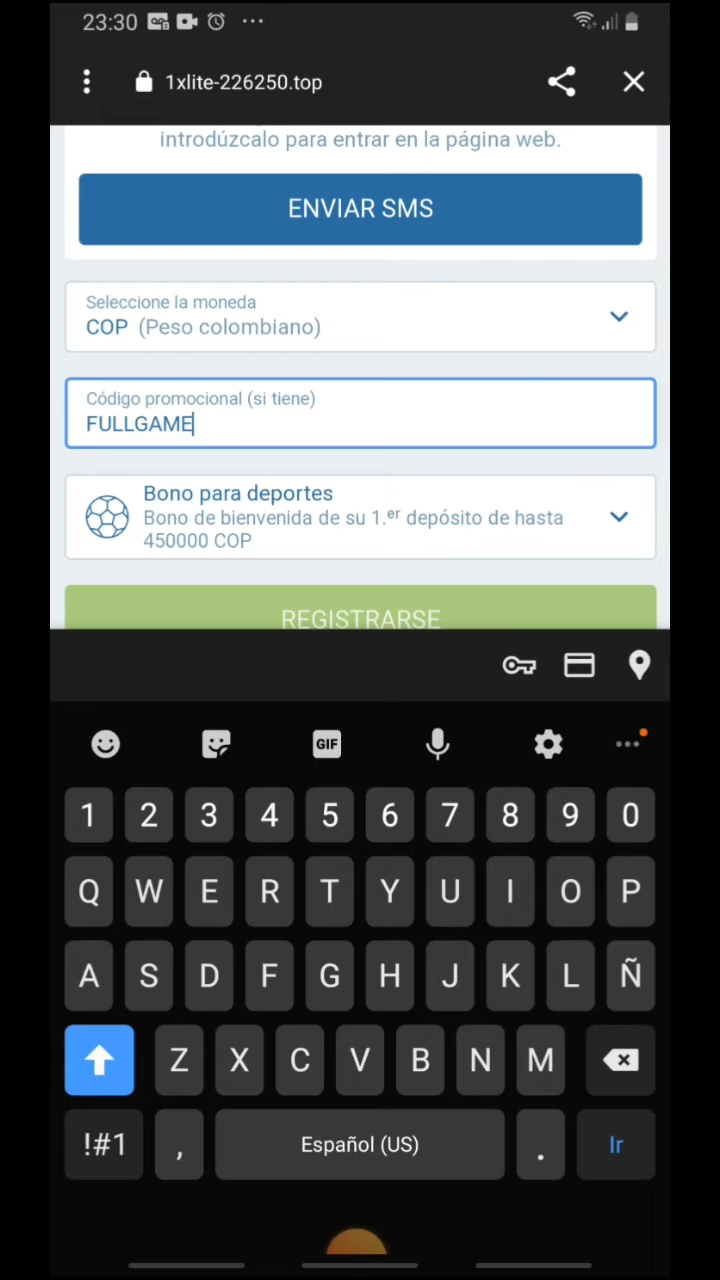 23:30
1xlite-226250.top
introdúzcalo para entrar en la página web.
ENVIAR SMS
Seleccione la moneda
COP (Peso colombiano)
Código promocional (si tiene)
FULLGAME
Bono para deportes
Bono de bienvenida de su 1.er depósito de hasta
450000 COP
REGISTRARSE
GIF
1 2 3 4 5 6 7 8 9 0
Q W E R T Y U I O P
A S D F G H J K L Ñ
Z X C V B N M
!#1 , Español (US) . Ir